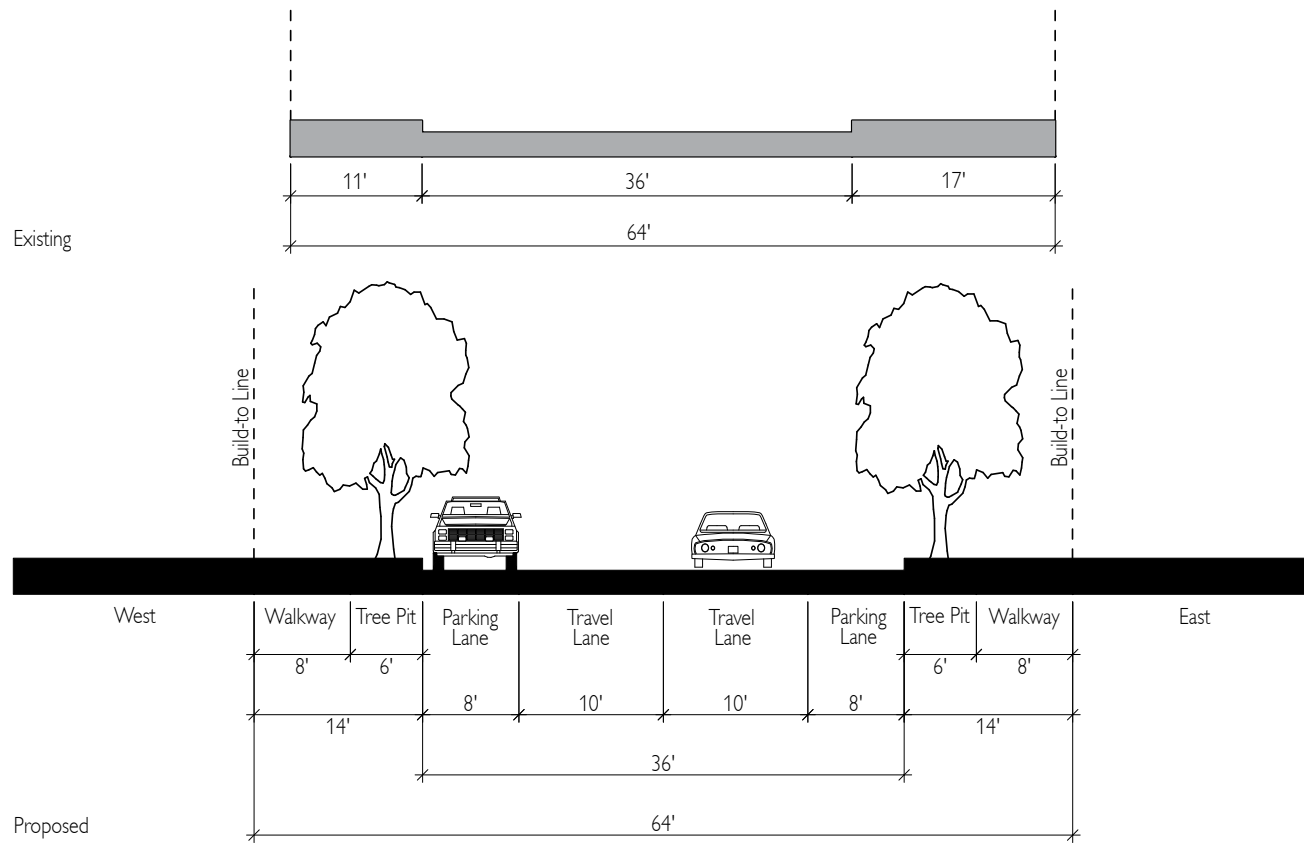 11'
36'
17'
64'
Existing
Build-to Line
Build-to Line
West
Walkway
Tree Pit
Parking
Lane
Travel
Lane
Travel
Lane
Parking
Lane
Tree Pit
Walkway
East
8'
6'
6'
8'
8'
10'
10'
8'
14'
14'
36'
64'
Proposed